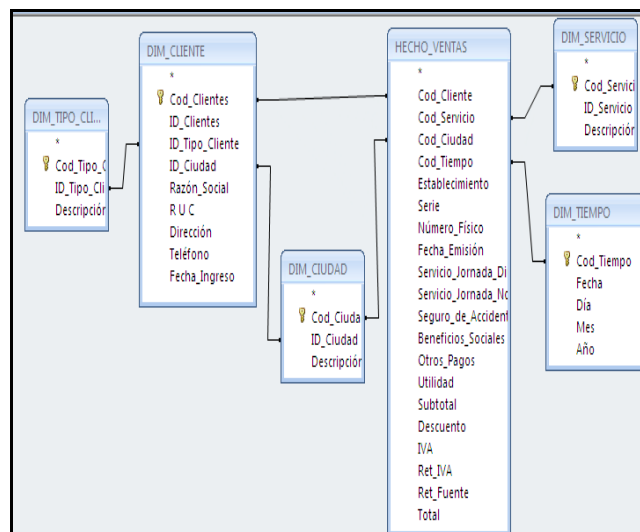 DIM_TIPO_CLI...
*
Cod_Tipo_C
ID_Tipo_Cli
Descripción
DIM_CLIENTE
*
Cod_Clientes
ID_Clientes
ID_Tipo_Cliente
ID_Ciudad
Razón_Social
R U C
Dirección
Teléfono
Fecha_Ingreso
DIM_CIUDAD
*
Cod_Ciuda
ID_Ciudad
Descripción
HECHO_VENTAS
*
Cod_Cliente
Cod_Servicio
Cod_Ciudad
Cod_Tiempo
Establecimiento
Serie
Número_Físico
Fecha_Emisión
Servicio_Jornada_Di
Servicio_Jornada_No
Seguro_de_Accident
Beneficios_Sociales
Otros_Pagos
Utilidad
Subtotal
Descuento
IVA
Ret_IVA
Ret_Fuente
Total
DIM_SERVICIO
*
Cod_Servici
ID_Servicio
Descripción
DIM_TIEMPO
*
Cod_Tiempo
Fecha
Día
Mes
Año